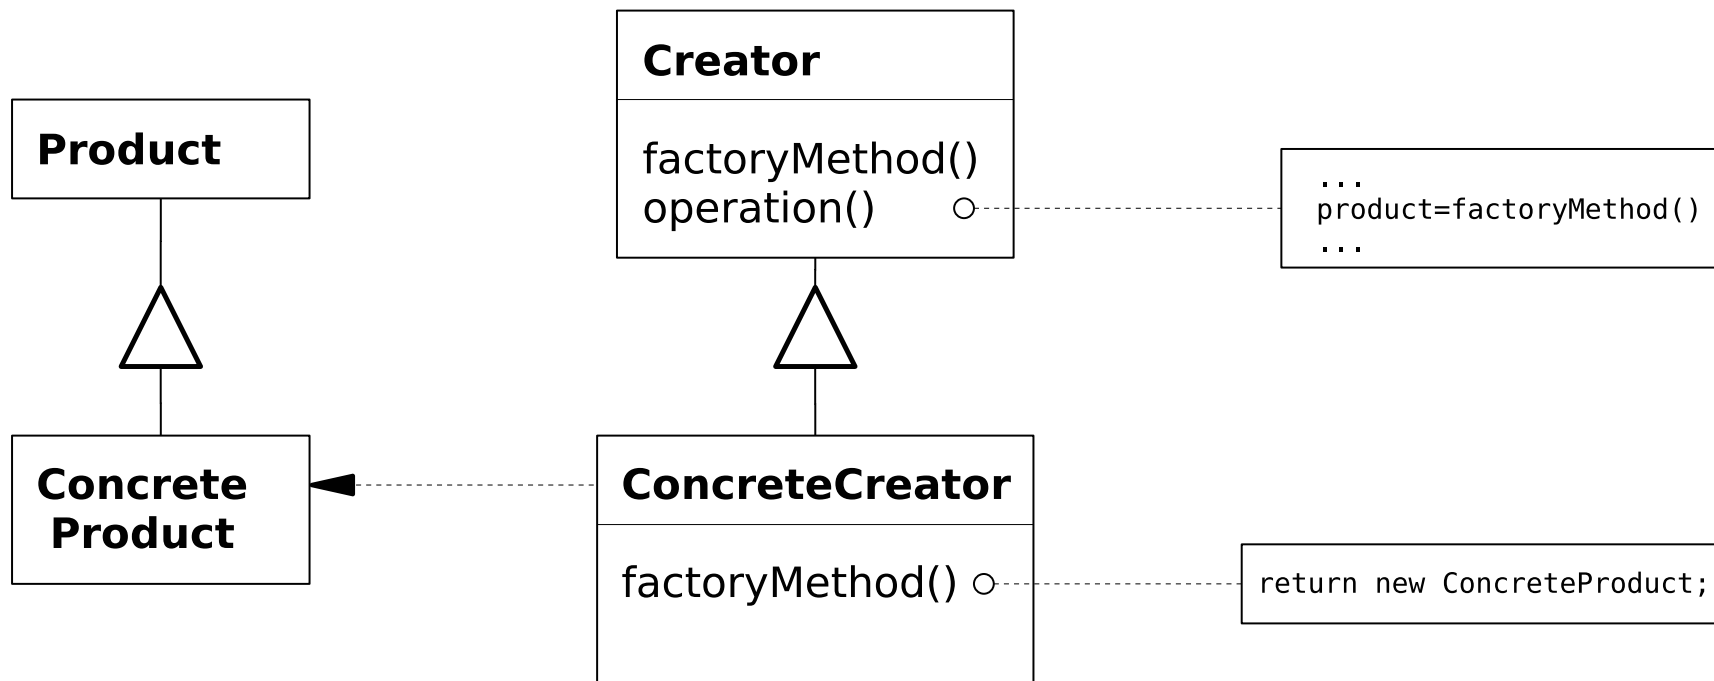 Creator
factoryMethod()
operation()
Product
...
product=factoryMethod()
...
Concrete
Product
ConcreteCreator
factoryMethod()
return new ConcreteProduct;